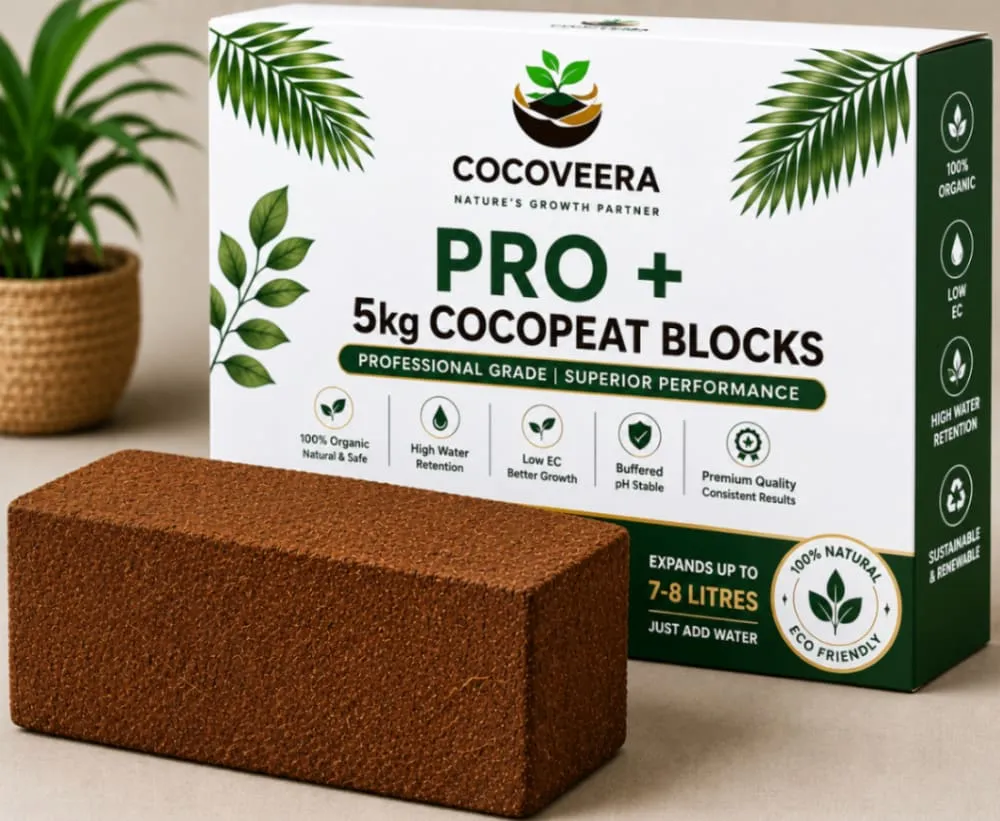 COCOVEERA
NATURE'S GROWTH PARTNER
PRO +
5kg COCOPEAT BLOCKS
PROFESSIONAL GRADE | SUPERIOR PERFORMANCE
100% Organic
Natural & Safe
High Water
Retention
Low EC
Better Growth
Buffered
pH Stable
Premium Quality
Consistent Results
EXPANDS UP TO
7-8 LITRES
JUST ADD WATER
100% NATURAL
ECO FRIENDLY
100%
ORGANIC
LOW
EC
HIGH WATER
RETENTION
SUSTAINABLE
& RENEWABLE